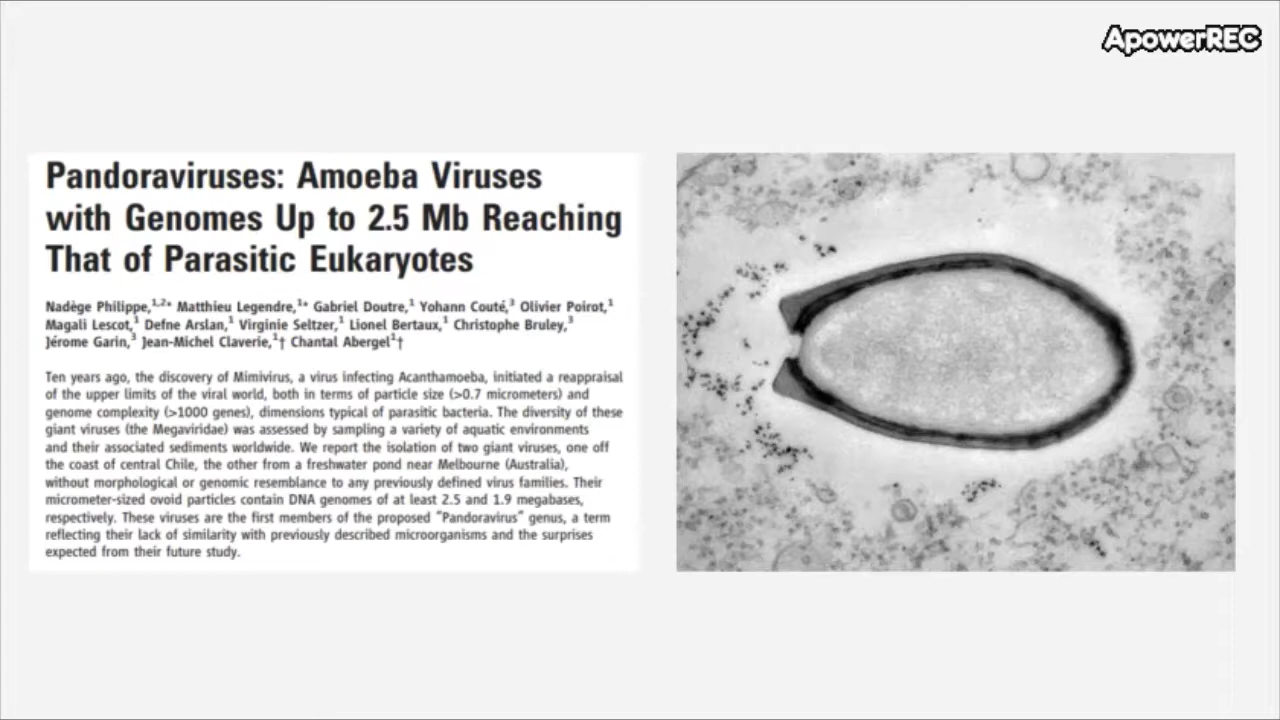 ApowerREC
Pandoraviruses: Amoeba Viruses
with Genomes Up to 2.5 Mb Reaching
That of Parasitic Eukaryotes
Nadège Philippe,1,2* Matthieu Legendre,1* Gabriel Doutre,1 Yohann Couté,3 Olivier Poirot,1
Magali Lescot,1 Defne Arslan,1 Virginie Seltzer,1 Lionel Bertaux,1 Christophe Bruley,3
Jérome Garin,3 Jean-Michel Claverie,1† Chantal Abergel1†
Ten years ago, the discovery of Mimivirus, a virus infecting Acanthamoeba, initiated a reappraisal
of the upper limits of the viral world, both in terms of particle size (>0.7 micrometers) and
genome complexity (>1000 genes), dimensions typical of parasitic bacteria. The diversity of these
giant viruses (the Megaviridae) was assessed by sampling a variety of aquatic environments
and their associated sediments worldwide. We report the isolation of two giant viruses, one off
the coast of central Chile, the other from a freshwater pond near Melbourne (Australia),
without morphological or genomic resemblance to any previously defined virus families. Their
micrometer-sized ovoid particles contain DNA genomes of at least 2.5 and 1.9 megabases,
respectively. These viruses are the first members of the proposed "Pandoravirus" genus, a term
reflecting their lack of similarity with previously described microorganisms and the surprises
expected from their future study.